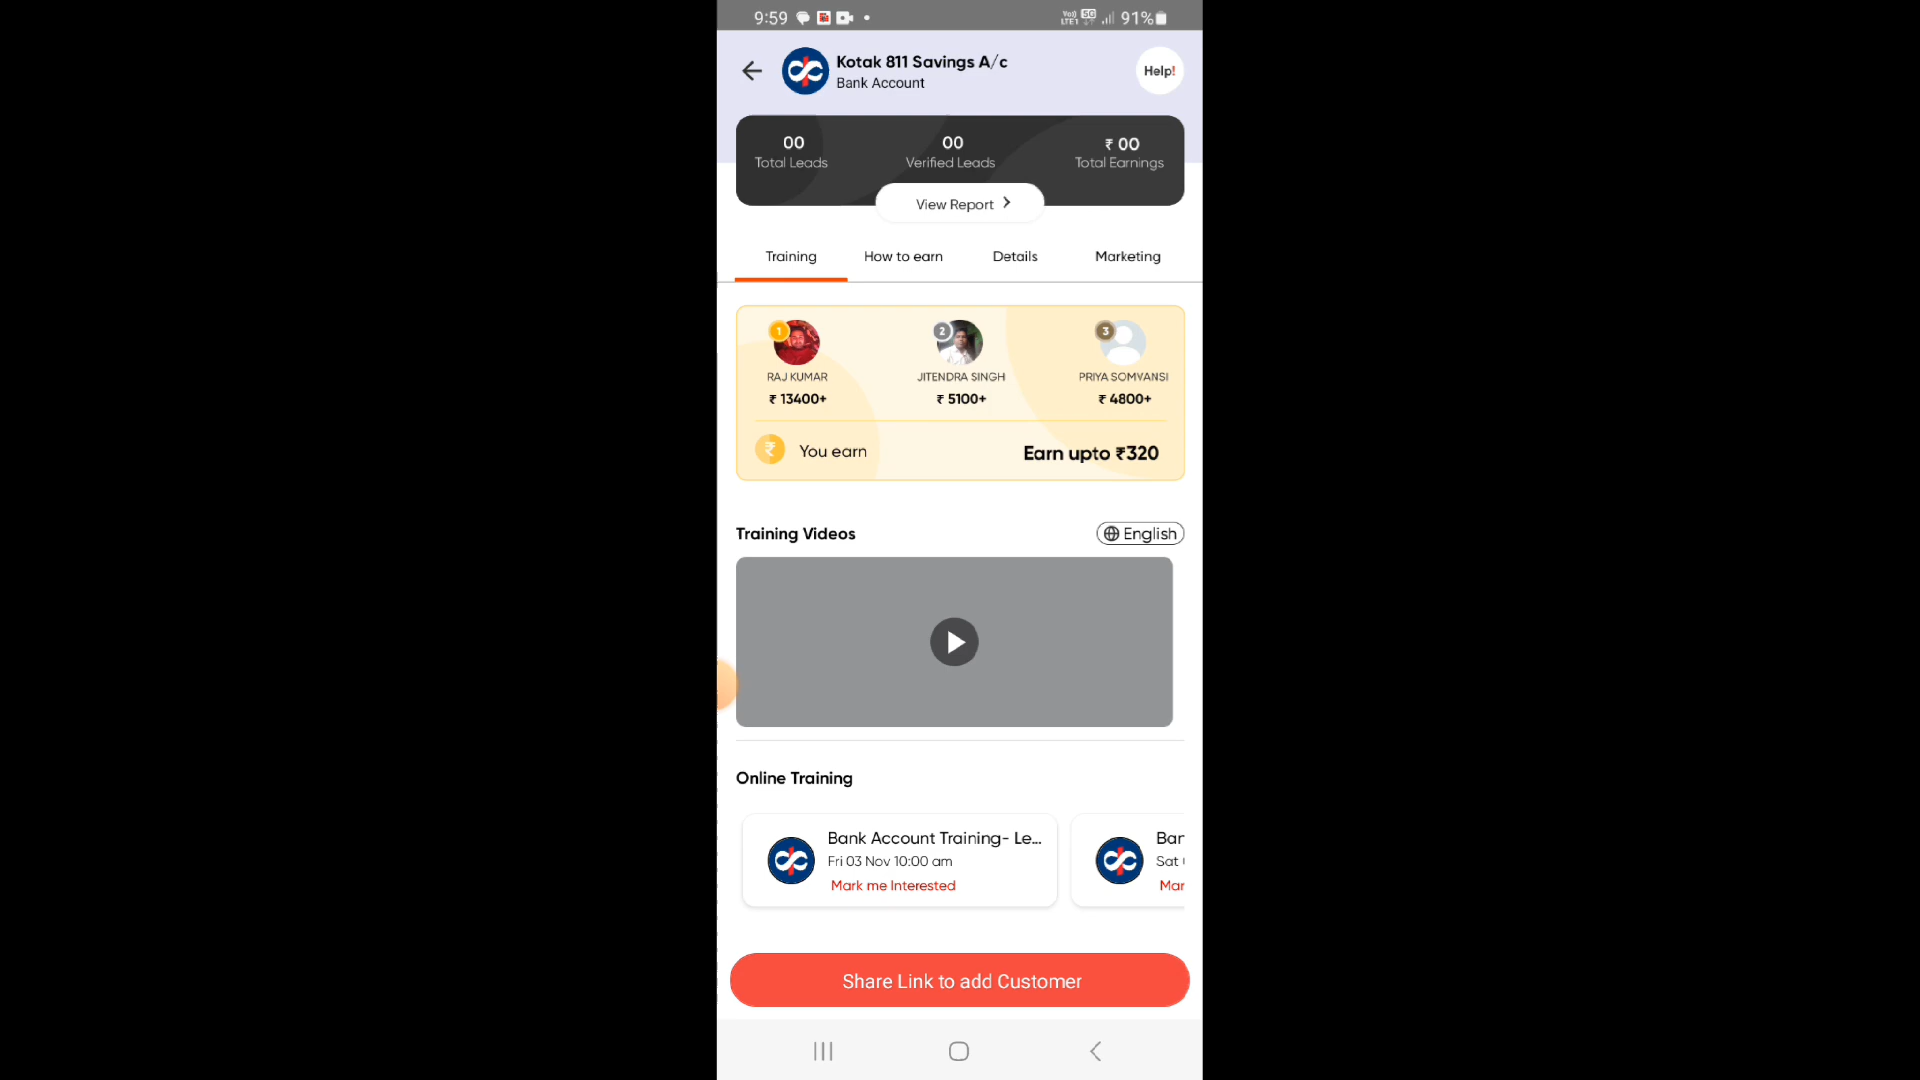 9:59
Vo) 5G
LTE1 91%
Kotak 811 Savings A/c
Bank Account
Help!
00 00 ₹ 00
Total Leads Verified Leads Total Earnings
View Report
Training How to earn Details Marketing
1 2 3
RAJ KUMAR JITENDRA SINGH PRIYA SOMVANSI
₹ 13400+ ₹ 5100+ ₹ 4800+
₹ You earn Earn upto ₹320
Training Videos English
Online Training
Bank Account Training- Le... Ban
Fri 03 Nov 10:00 am Sat
Mark me Interested Mar
Share Link to add Customer